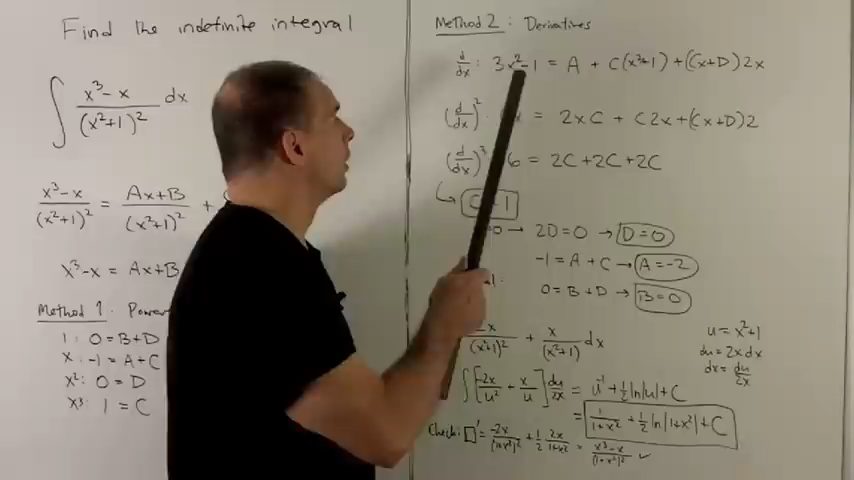 Find the indefinite integral
∫ (x³ - x)/(x²+1)² dx
(x³ - x)/(x²+1)² = (Ax+B)/(x²+1)² +
x³ - x = Ax+B
Method 1: Power
1: 0 = B+D
x: -1 = A+C
x²: 0 = D
x³: 1 = C
Method 2: Derivatives
d/dx: 3x²-1 = A + C(x²+1) + (Cx+D)2x
(d/dx)² : x = 2xC + C2x + (Cx+D)2
(d/dx)³ 6 = 2C+2C+2C
C 1
=0 → 2D=0 → D=0
-1 = A + C → A=-2
0 = B + D → B=0
x/(x²+1)² + x/(x²+1) dx
u = x²+1
du = 2x dx
dx = du/2x
∫ [-2x/u² + x/u] du/2x = u⁻¹ + ½ ln|u| + C
= 1/(1+x²) + ½ ln|1+x²| + C
Check: □' = -2x/(1+x²)² + ½ 2x/(1+x²) = (x³-x)/(1+x²)² ✓